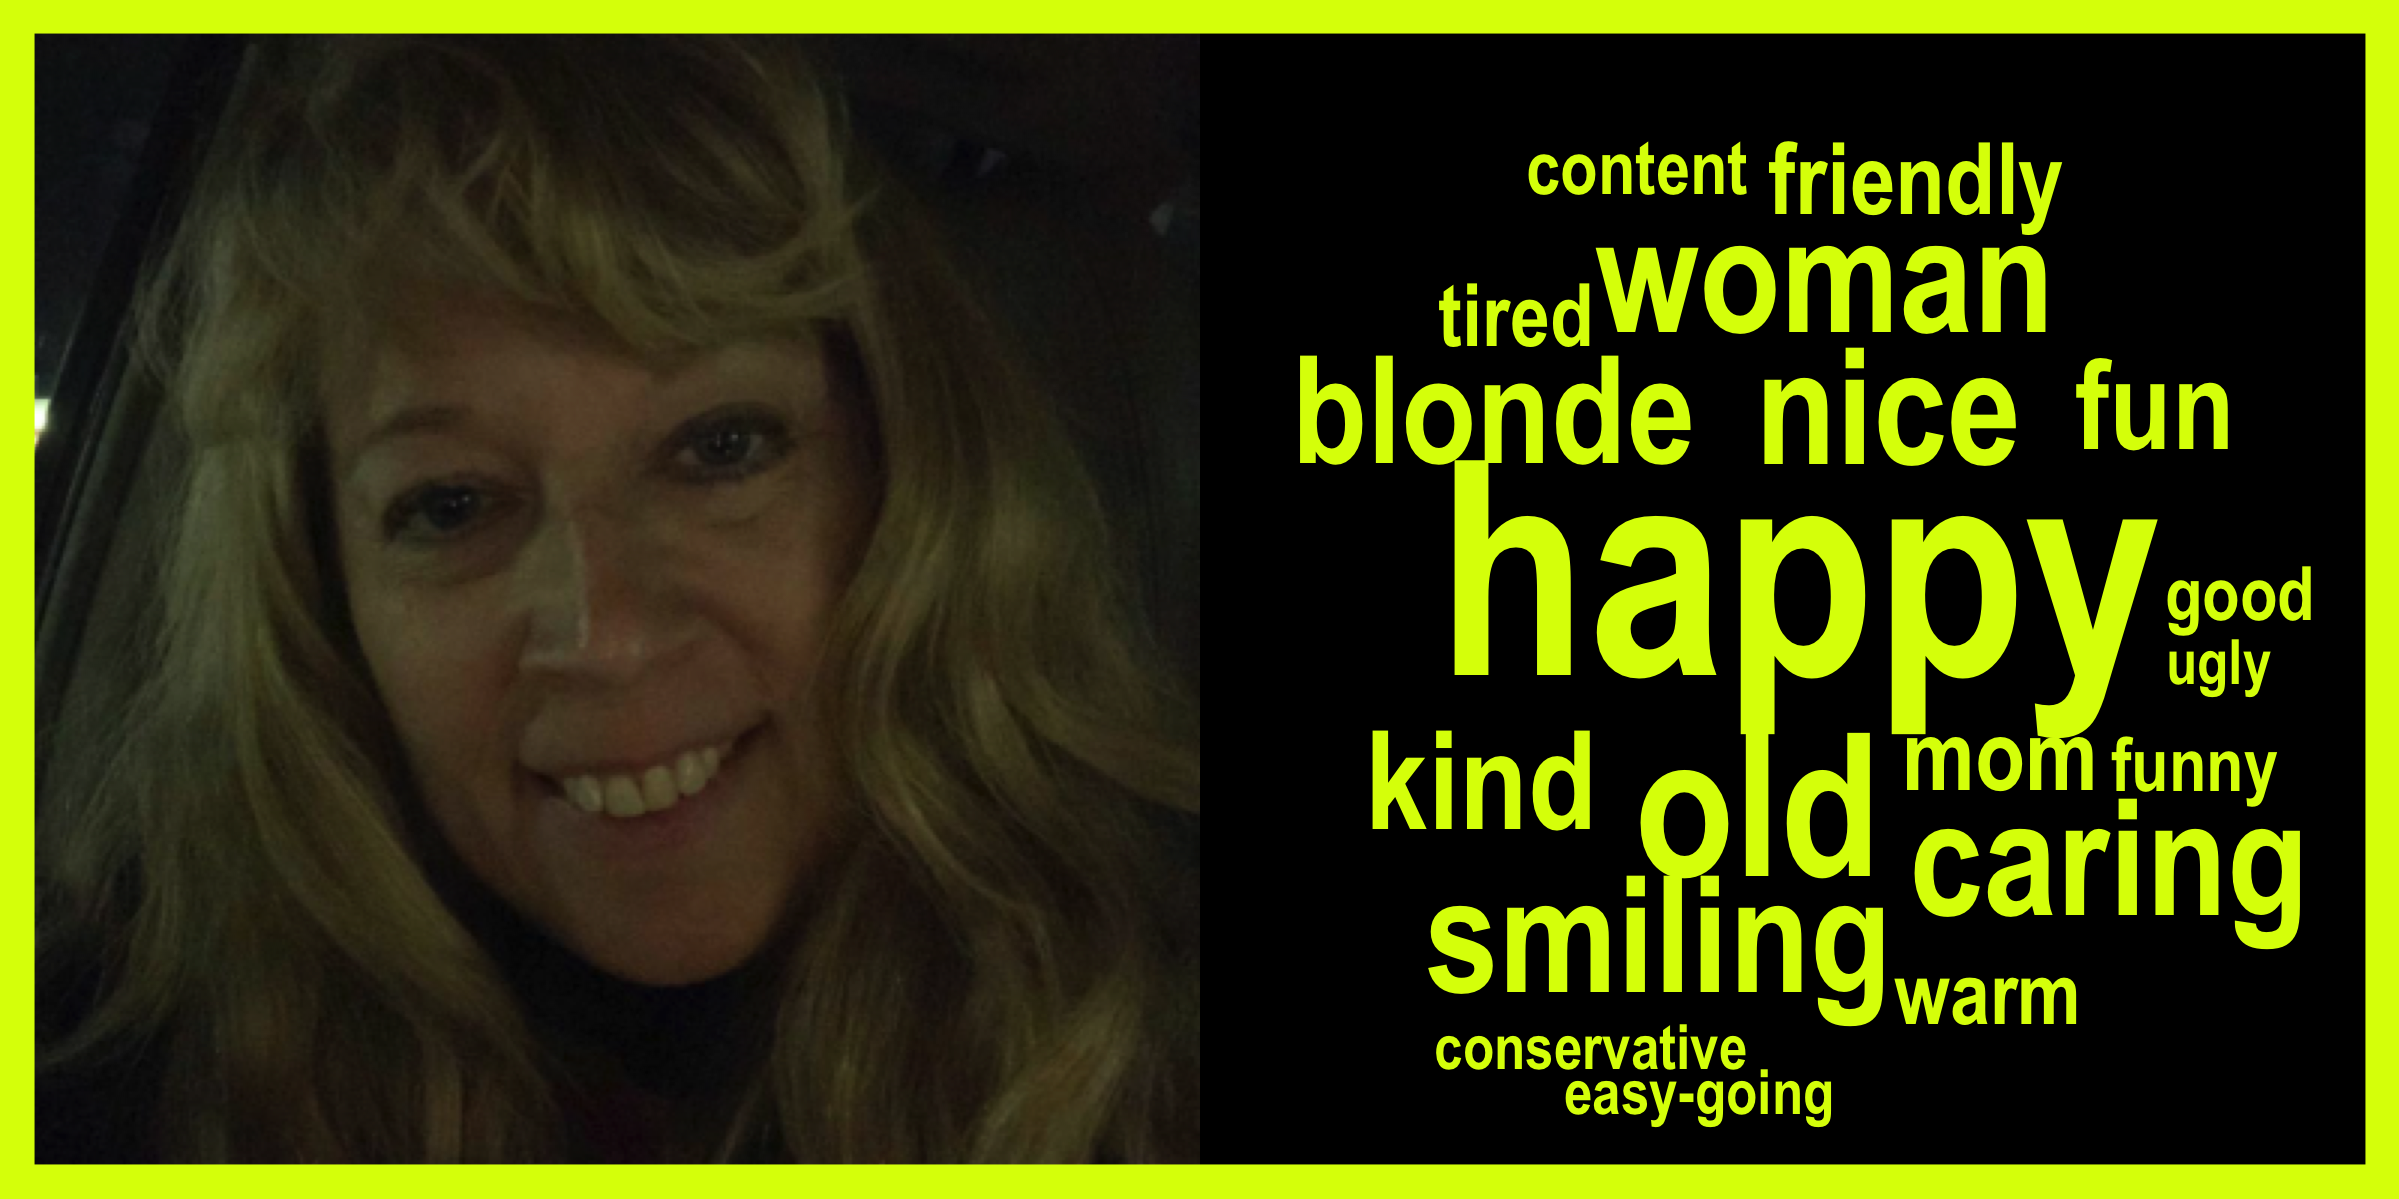 content friendly
tired woman
blonde nice fun
happy
good
ugly
kind old mom funny
caring
smiling
warm
conservative
easy-going